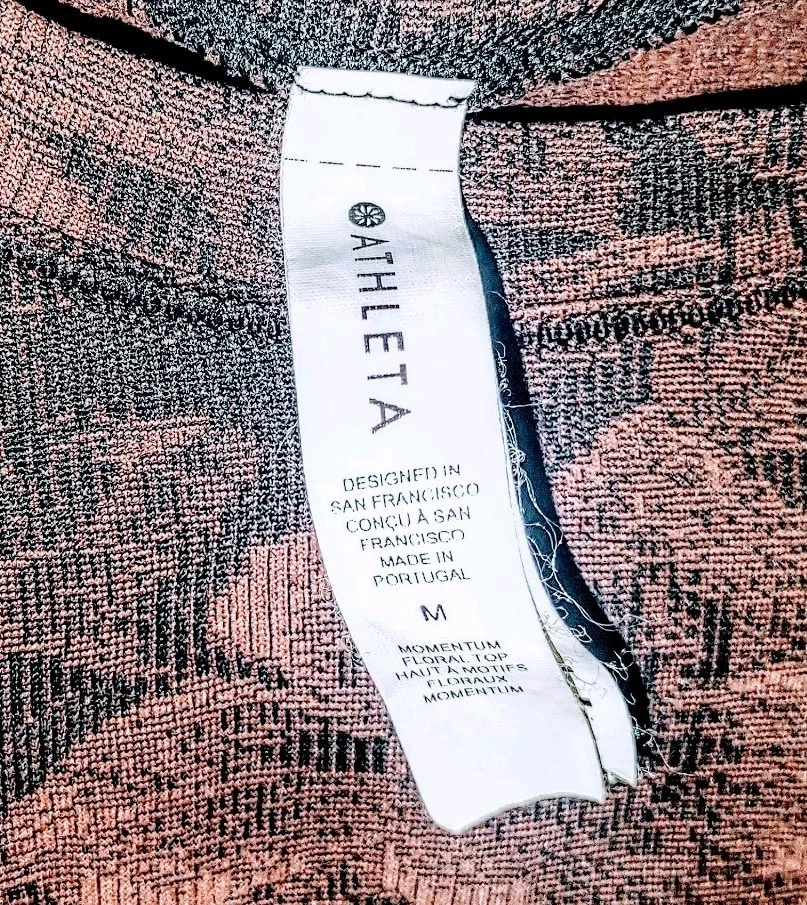 ATHLETA
DESIGNED IN
SAN FRANCISCO
CONÇU À SAN
FRANCISCO
MADE IN
PORTUGAL
M
MOMENTUM
FLORAL TOP
HAUT À MOTIFS
FLORAUX
MOMENTUM